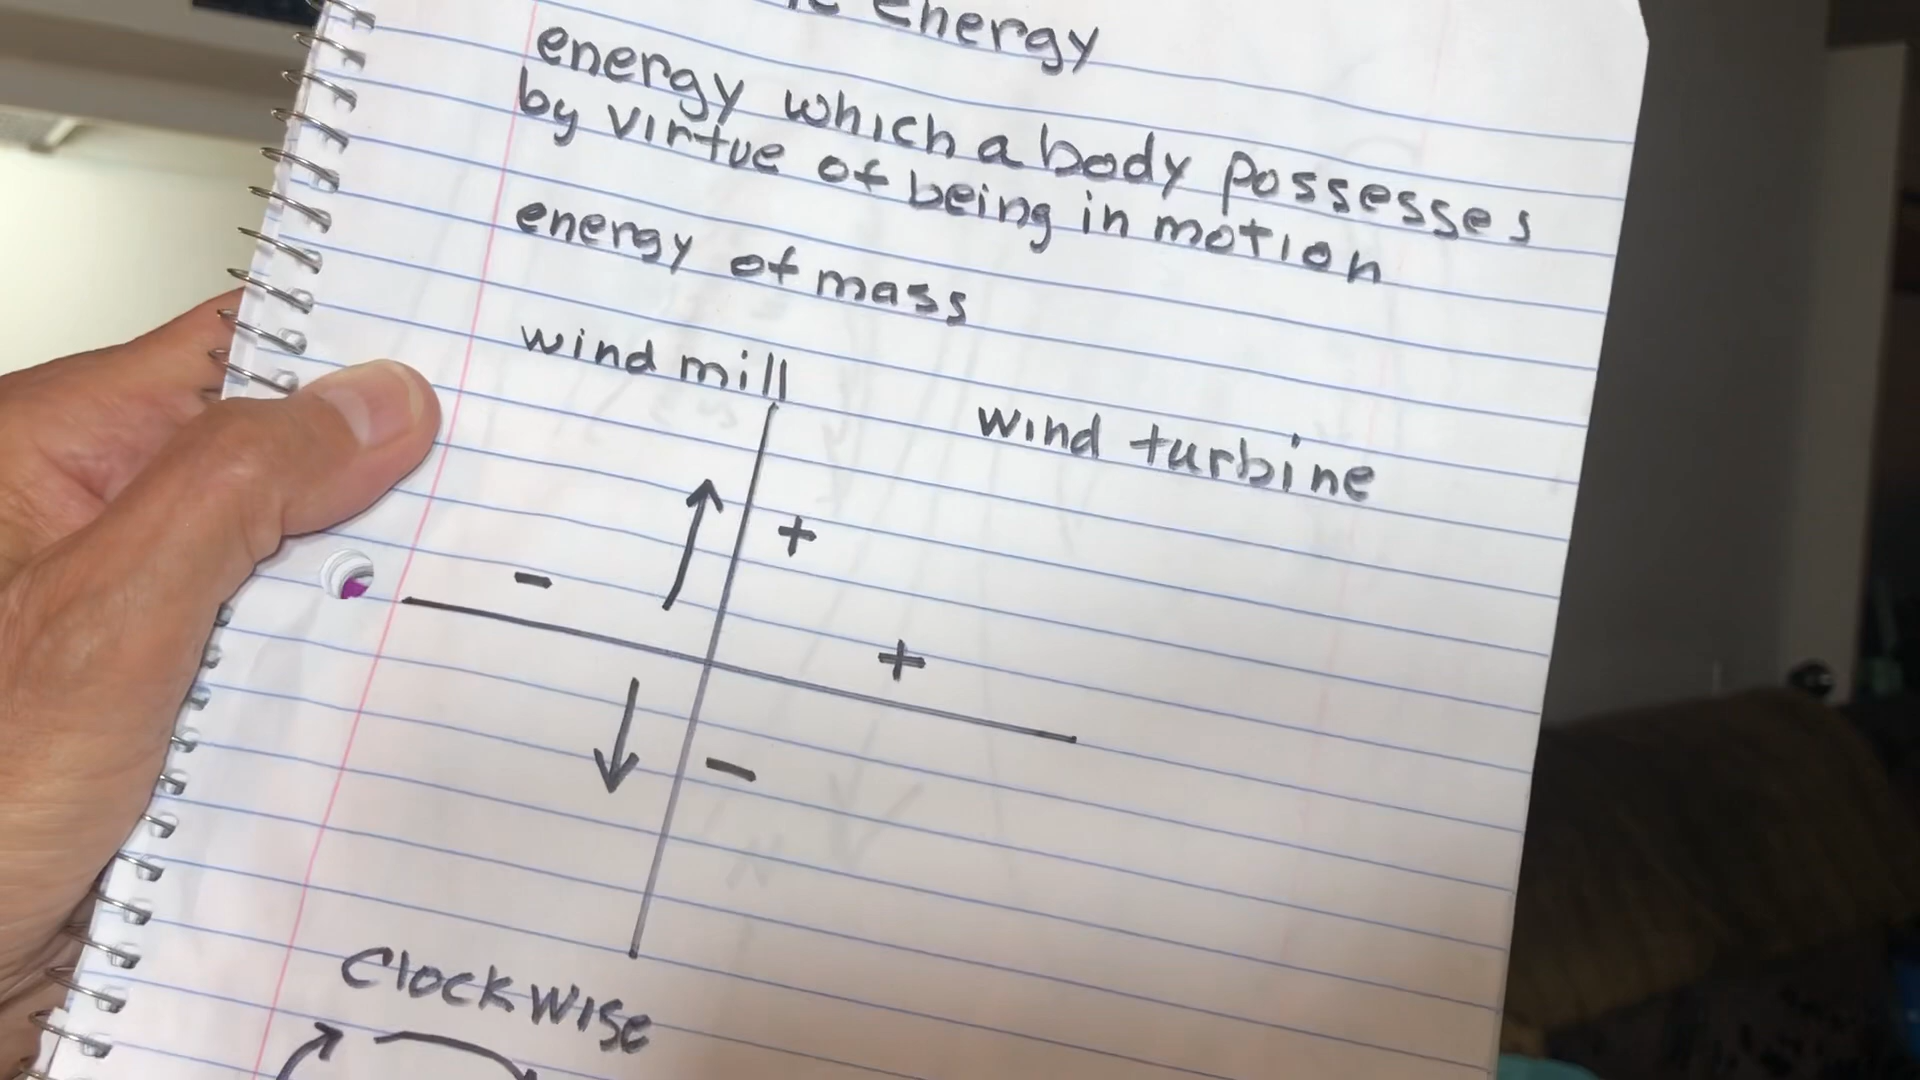 energy
energy which a body possesses
by virtue of being in motion
energy of mass
wind mill
wind turbine
+
-
+
-
Clockwise